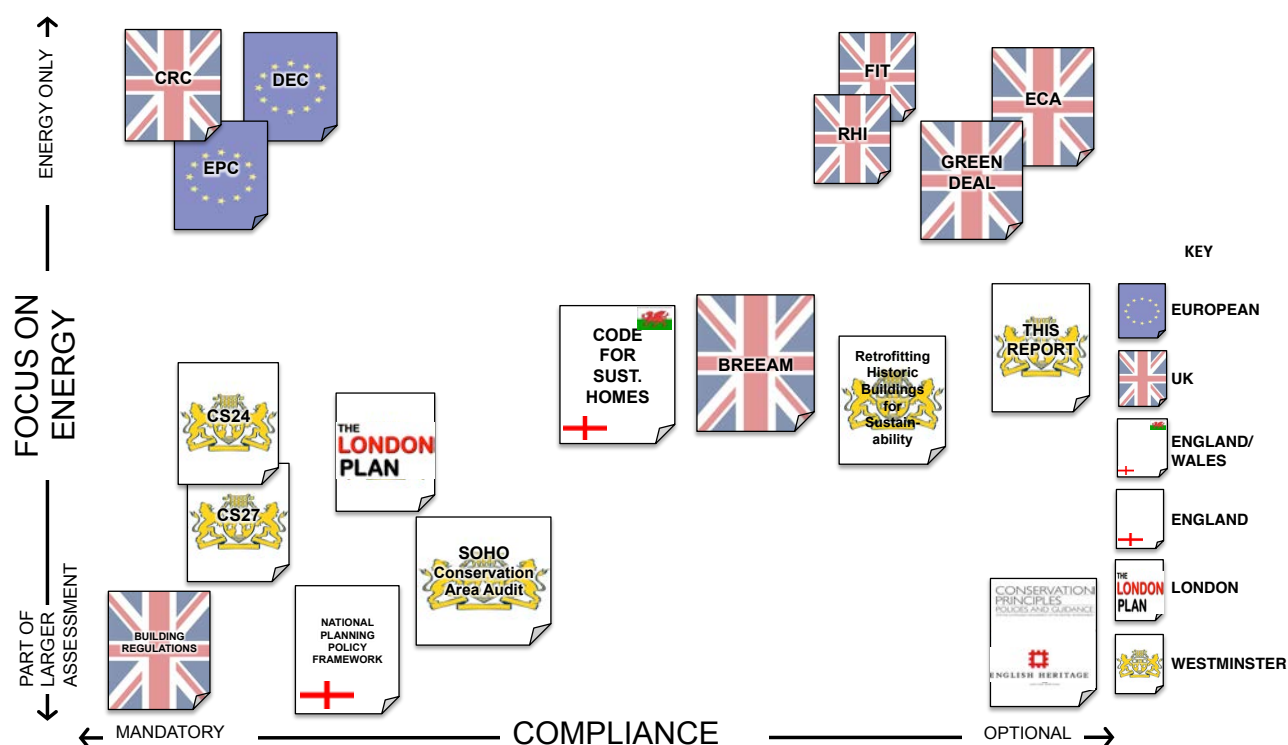 ENERGY ONLY
CRC
DEC
EPC
FIT
ECA
RHI
GREEN
DEAL
KEY
FOCUS ON
ENERGY
CODE
FOR
SUST.
HOMES
BREEAM
Retrofitting
Historic
Buildings
for
Sustain-
ability
THIS
REPORT
EUROPEAN
UK
CS24
THE
LONDON
PLAN
ENGLAND/
WALES
CS27
SOHO
Conservation
Area Audit
ENGLAND
PART OF
LARGER
ASSESSMENT
BUILDING
REGULATIONS
NATIONAL
PLANNING
POLICY
FRAMEWORK
CONSERVATION
PRINCIPLES
POLICIES AND GUIDANCE
ENGLISH HERITAGE
THE
LONDON
PLAN
LONDON
WESTMINSTER
MANDATORY
COMPLIANCE
OPTIONAL